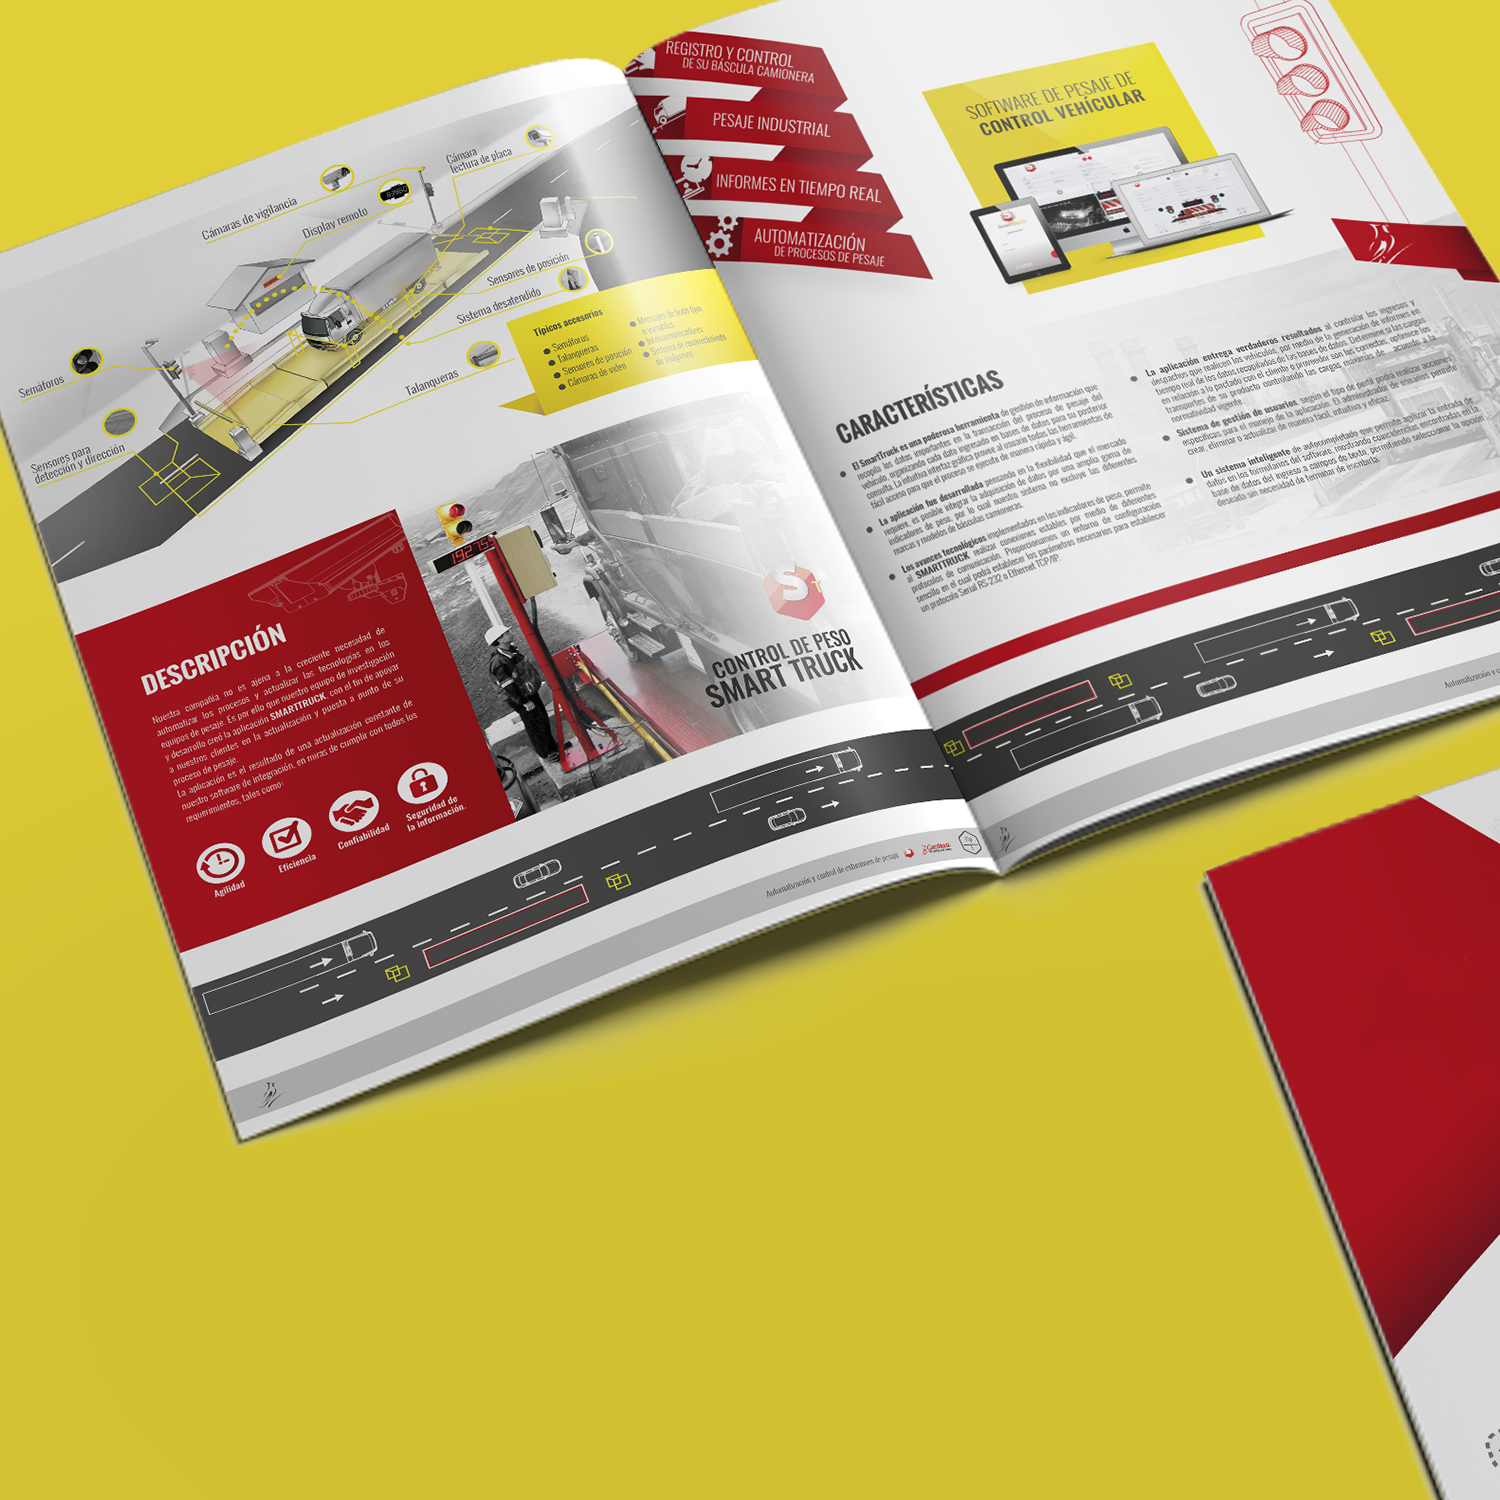 Cámara
lectura de placa
Cámaras de vigilancia
Display remoto
Sensores de posición
Sistema desatendido
Semáforos
Talanqueras
Sensores para
detección y dirección
Típicos accesorios
Semáforos
Talanqueras
Sensores de posición
Cámaras de video
Mensajes de texto fijos
o variables
Intercomunicadores
Sistema de reconocimiento
de imágenes
DESCRIPCIÓN
Nuestra compañía no es ajena a la creciente necesidad de
automatizar los procesos y actualizar las tecnologías en los
equipos de pesaje. Es por ello que nuestro equipo de investigación
y desarrollo creó la aplicación SMARTTRUCK, con el fin de apoyar
a nuestros clientes en la actualización y puesta a punto de su
proceso de pesaje.
La aplicación es el resultado de una actualización constante de
nuestro software de integración, en miras de cumplir con todos los
requerimientos, tales como:
Agilidad
Eficiencia
Confiabilidad
Seguridad de
la Información.
192755
S T
CONTROL DE PESO
SMART TRUCK
Automatización y control de estaciones de pesaje
REGISTRO Y CONTROL
DE SU BÁSCULA CAMIONERA
PESAJE INDUSTRIAL
INFORMES EN TIEMPO REAL
AUTOMATIZACIÓN
DE PROCESOS DE PESAJE
SOFTWARE DE PESAJE DE
CONTROL VEHÍCULAR
CARACTERÍSTICAS
El SmarTruck es una poderosa herramienta de gestión de información que
recopila los datos importantes en la transacción del proceso de pesaje del
vehículo, organizando cada dato ingresado en bases de datos para su posterior
consulta. La intuitiva interfaz gráfica provee al usuario todas las herramientas de
fácil acceso para que el proceso se ejecute de manera rápida y ágil.
La aplicación fue desarrollada pensando en la flexibilidad que el mercado
requiere, es posible integrar la adquisición de datos por una amplia gama de
indicadores de peso, por lo cual nuestro sistema no excluye las diferentes
marcas y modelos de básculas camioneras.
Los avances tecnológicos implementados en los indicadores de peso, permite
al SMARTTRUCK realizar conexiones estables por medio de diferentes
protocolos de comunicación. Proporcionamos un entorno de configuración
sencillo en el cual podrá establecer los parámetros necesarios para establecer
un protocolo Serial RS-232 o Ethernet TCP/IP.
La aplicación entrega verdaderos resultados al controlar los ingresos y
despachos que realicen los vehículos, por medio de la generación de informes en
tiempo real de los datos recopilados de las bases de datos. Determine si las cargas
en relación a lo pactado con el cliente o proveedor son las correctas, optimice los
transportes de su producto controlando las cargas máximas de acuerdo a la
normatividad vigente.
Sistema de gestión de usuarios, según el tipo de perfil podrá realizar acciones
específicas para el manejo de la aplicación. El administrador de usuarios permite
crear, eliminar o actualizar de manera fácil, intuitiva y eficaz.
Un sistema inteligente de autocompletado que permite agilizar la entrada de
datos en los formularios del software, mostrando coincidencias encontradas en la
base de datos del ingreso a campos de texto, permitiendo seleccionar la opción
deseada sin necesidad de terminar de escribirla.
Automatización y c